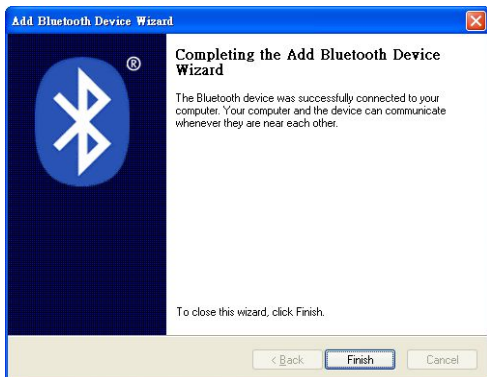 Add Bluetooth Device Wizard
®
Completing the Add Bluetooth Device
Wizard
The Bluetooth device was successfully connected to your
computer. Your computer and the device can communicate
whenever they are near each other.
To close this wizard, click Finish.
< Back Finish Cancel